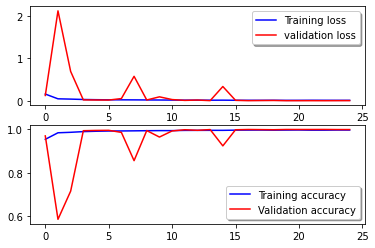 2
1
0
Training loss
validation loss
0 5 10 15 20 25
1.0
0.8
0.6
Training accuracy
Validation accuracy
0 5 10 15 20 25